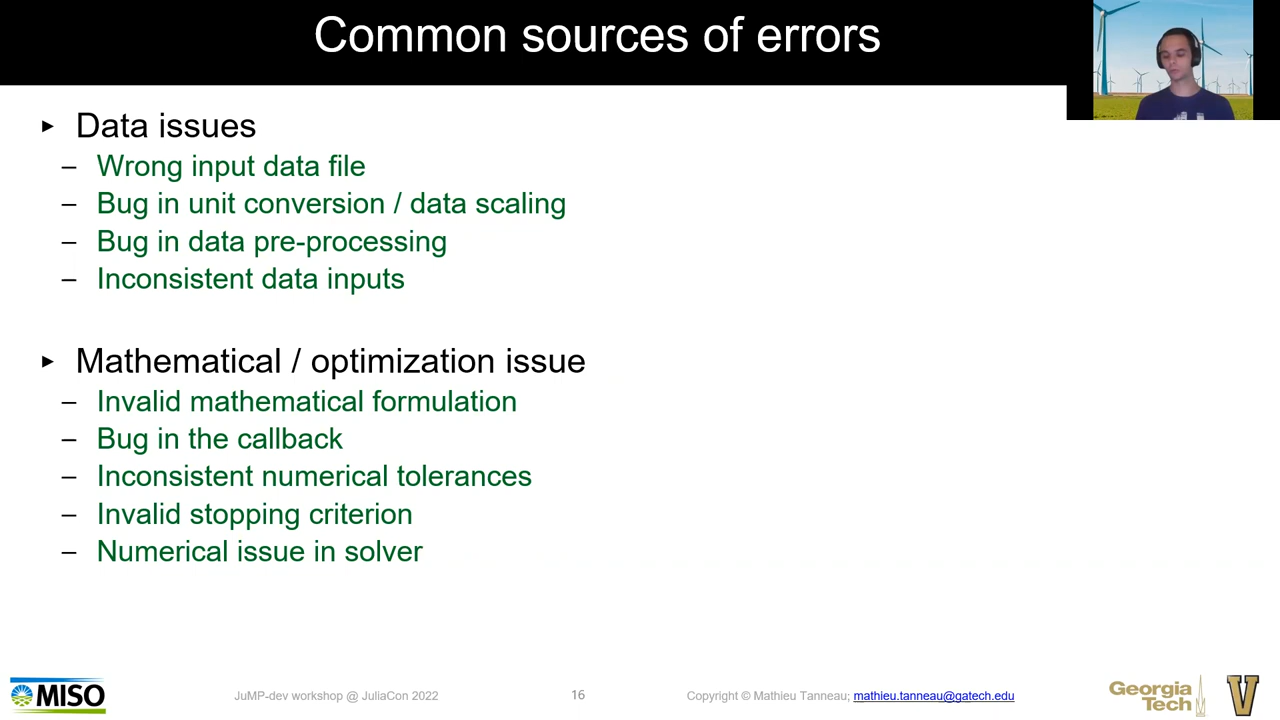 Common sources of errors
▸ Data issues
– Wrong input data file
– Bug in unit conversion / data scaling
– Bug in data pre-processing
– Inconsistent data inputs
▸ Mathematical / optimization issue
– Invalid mathematical formulation
– Bug in the callback
– Inconsistent numerical tolerances
– Invalid stopping criterion
– Numerical issue in solver
MISO
JuMP-dev workshop @ JuliaCon 2022
16
Copyright © Mathieu Tanneau; mathieu.tanneau@gatech.edu
Georgia
Tech
V